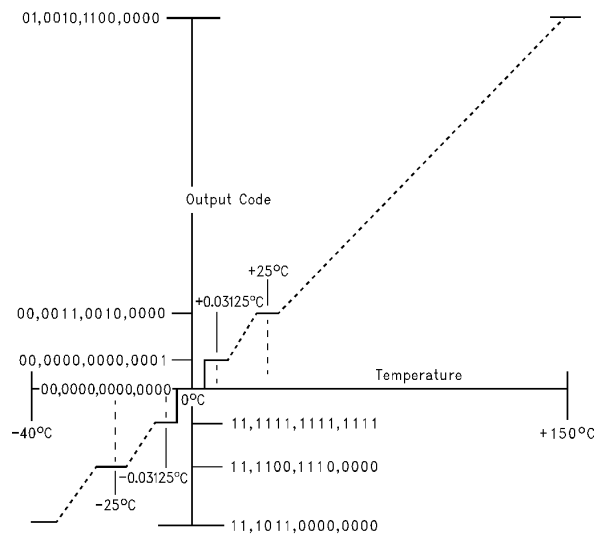 01,0010,1100,0000
Output Code
+25°C
+0.03125°C
00,0011,0010,0000
00,0000,0000,0001
Temperature
00,0000,0000,0000
0°C
-40°C
+150°C
11,1111,1111,1111
11,1100,1110,0000
-0.03125°C
-25°C
11,1011,0000,0000